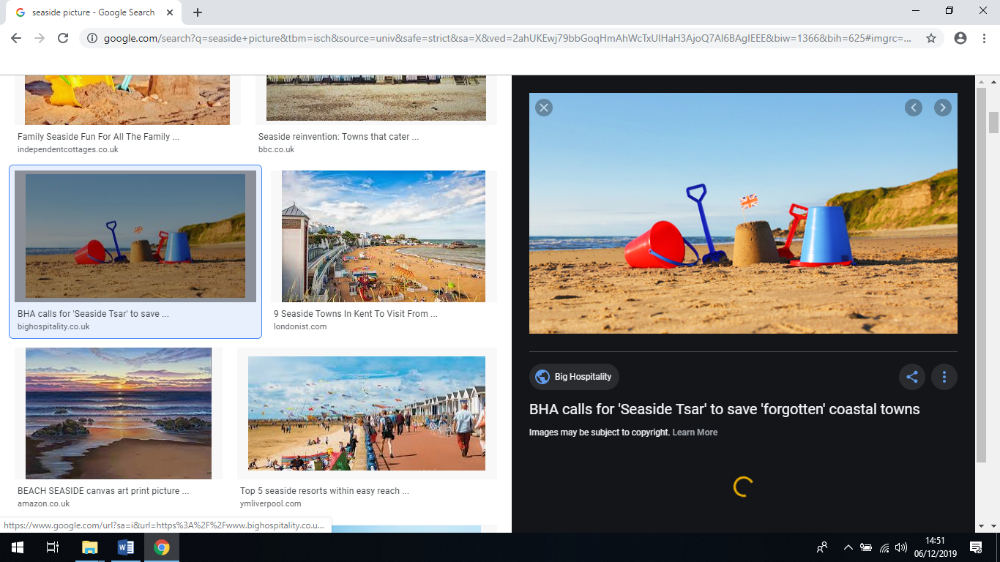 seaside picture - Google Search
google.com/search?q=seaside+picture&tbm=isch&source=univ&safe=strict&sa=X&ved=2ahUKEwj79bbGoqHmAhWcTxUIHaH3AjoQ7Al6BAgIEEE&biw=1366&bih=625#imgrc=...
Family Seaside Fun For All The Family ...
independentcottages.co.uk
Seaside reinvention: Towns that cater ...
bbc.co.uk
BHA calls for 'Seaside Tsar' to save ...
bighospitality.co.uk
9 Seaside Towns In Kent To Visit From ...
londonist.com
BEACH SEASIDE canvas art print picture ...
amazon.co.uk
Top 5 seaside resorts within easy reach ...
ymliverpool.com
Big Hospitality
BHA calls for 'Seaside Tsar' to save 'forgotten' coastal towns
Images may be subject to copyright. Learn More
https://www.google.com/url?sa=i&url=https%3A%2F%2Fwww.bighospitality.co.u...
14:51
06/12/2019